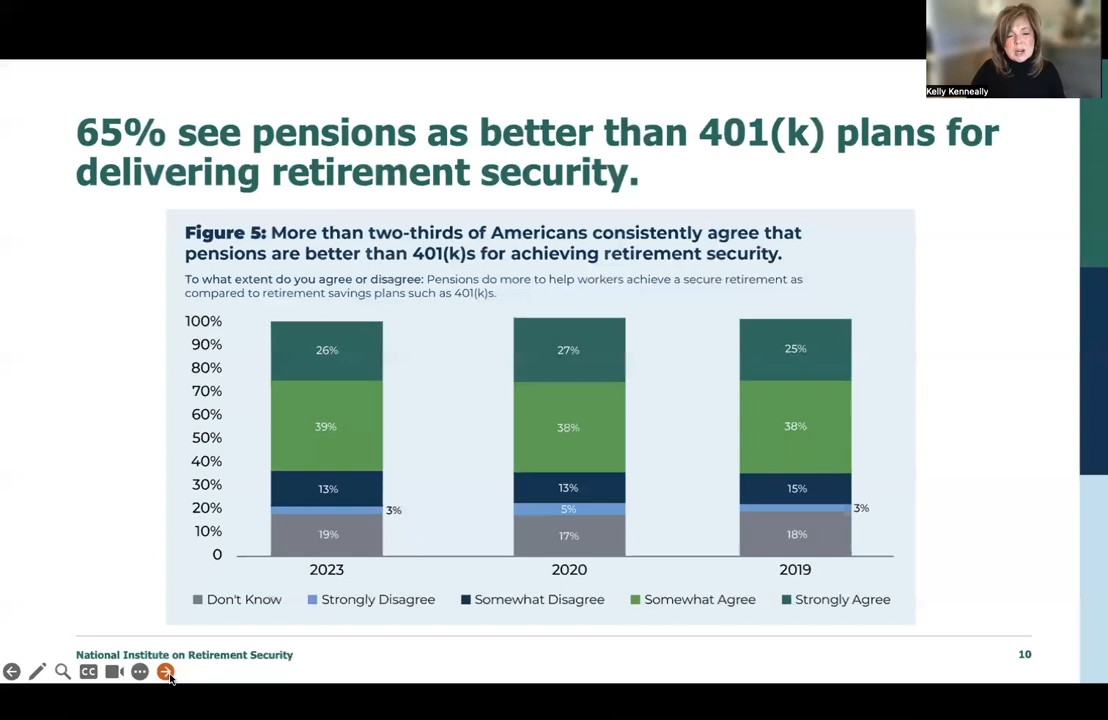 Kelly Kenneally
65% see pensions as better than 401(k) plans for
delivering retirement security.
Figure 5: More than two-thirds of Americans consistently agree that
pensions are better than 401(k)s for achieving retirement security.
To what extent do you agree or disagree: Pensions do more to help workers achieve a secure retirement as
compared to retirement savings plans such as 401(k)s.
100%
90%
80%
70%
60%
50%
40%
30%
20%
10%
0
26%
39%
13%
3%
19%
27%
38%
13%
5%
17%
25%
38%
15%
3%
18%
2023 2020 2019
Don't Know Strongly Disagree Somewhat Disagree Somewhat Agree Strongly Agree
National Institute on Retirement Security 10
CC